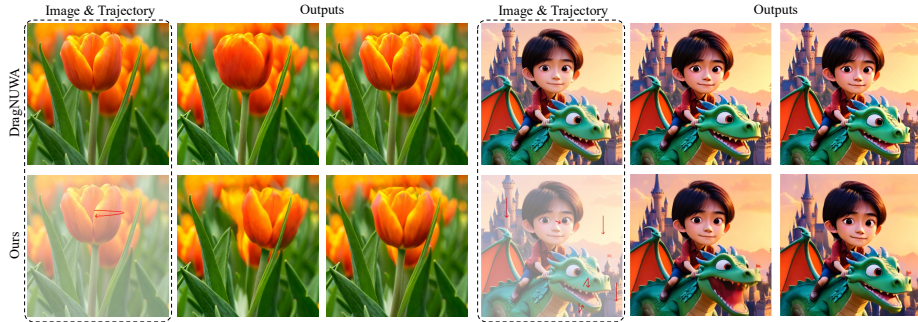 Image & Trajectory
Outputs
Image & Trajectory
Outputs
DragNUWA
Ours